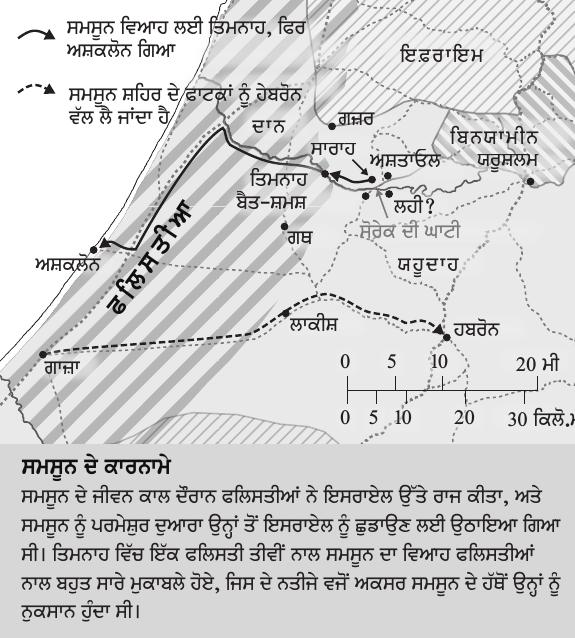 ਸਮਸੂਨ ਵਿਆਹ ਲਈ ਤਿਮਨਾਹ, ਫਿਰ
ਅਸ਼ਕਲੋਨ ਗਿਆ
ਸਮਸੂਨ ਸ਼ਹਿਰ ਦੇ ਫਾਟਕਾਂ ਨੂੰ ਹੇਬਰੋਨ
ਵੱਲ ਲੈ ਜਾਂਦਾ ਹੈ
ਇਫ਼ਰਾਇਮ
ਦਾਨ
ਗਜ਼ਰ
ਬਿਨਯਾਮੀਨ
ਸਾਰਾਹ
ਅਸ਼ਤਾਓਲ
ਯਰੂਸ਼ਲਮ
ਤਿਮਨਾਹ
ਬੈਤ-ਸ਼ਮਸ਼
ਲਹੀ?
ਸੋਰੇਕ ਦੀ ਘਾਟੀ
ਗਥ
ਅਸ਼ਕਲੋਨ
ਫਲਿਸਤੀਆ
ਯਹੂਦਾਹ
ਲਾਕੀਸ਼
ਹਬਰੋਨ
ਗਾਜ਼ਾ
0 5 10 20 ਮੀ
0 5 10 20 30 ਕਿਲੋ.ਮ
ਸਮਸੂਨ ਦੇ ਕਾਰਨਾਮੇ
ਸਮਸੂਨ ਦੇ ਜੀਵਨ ਕਾਲ ਦੌਰਾਨ ਫਲਿਸਤੀਆਂ ਨੇ ਇਸਰਾਏਲ ਉੱਤੇ ਰਾਜ ਕੀਤਾ, ਅਤੇ
ਸਮਸੂਨ ਨੂੰ ਪਰਮੇਸ਼ੁਰ ਦੁਆਰਾ ਉਨ੍ਹਾਂ ਤੋਂ ਇਸਰਾਏਲ ਨੂੰ ਛੁਡਾਉਣ ਲਈ ਉਠਾਇਆ ਗਿਆ
ਸੀ। ਤਿਮਨਾਹ ਵਿੱਚ ਇੱਕ ਫਲਿਸਤੀ ਤੀਵੀਂ ਨਾਲ ਸਮਸੂਨ ਦਾ ਵਿਆਹ ਫਲਿਸਤੀਆਂ
ਨਾਲ ਬਹੁਤ ਸਾਰੇ ਮੁਕਾਬਲੇ ਹੋਏ, ਜਿਸ ਦੇ ਨਤੀਜੇ ਵਜੋਂ ਅਕਸਰ ਸਮਸੂਨ ਦੇ ਹੱਥੋਂ ਉਨ੍ਹਾਂ ਨੂੰ
ਨੁਕਸਾਨ ਹੁੰਦਾ ਸੀ।